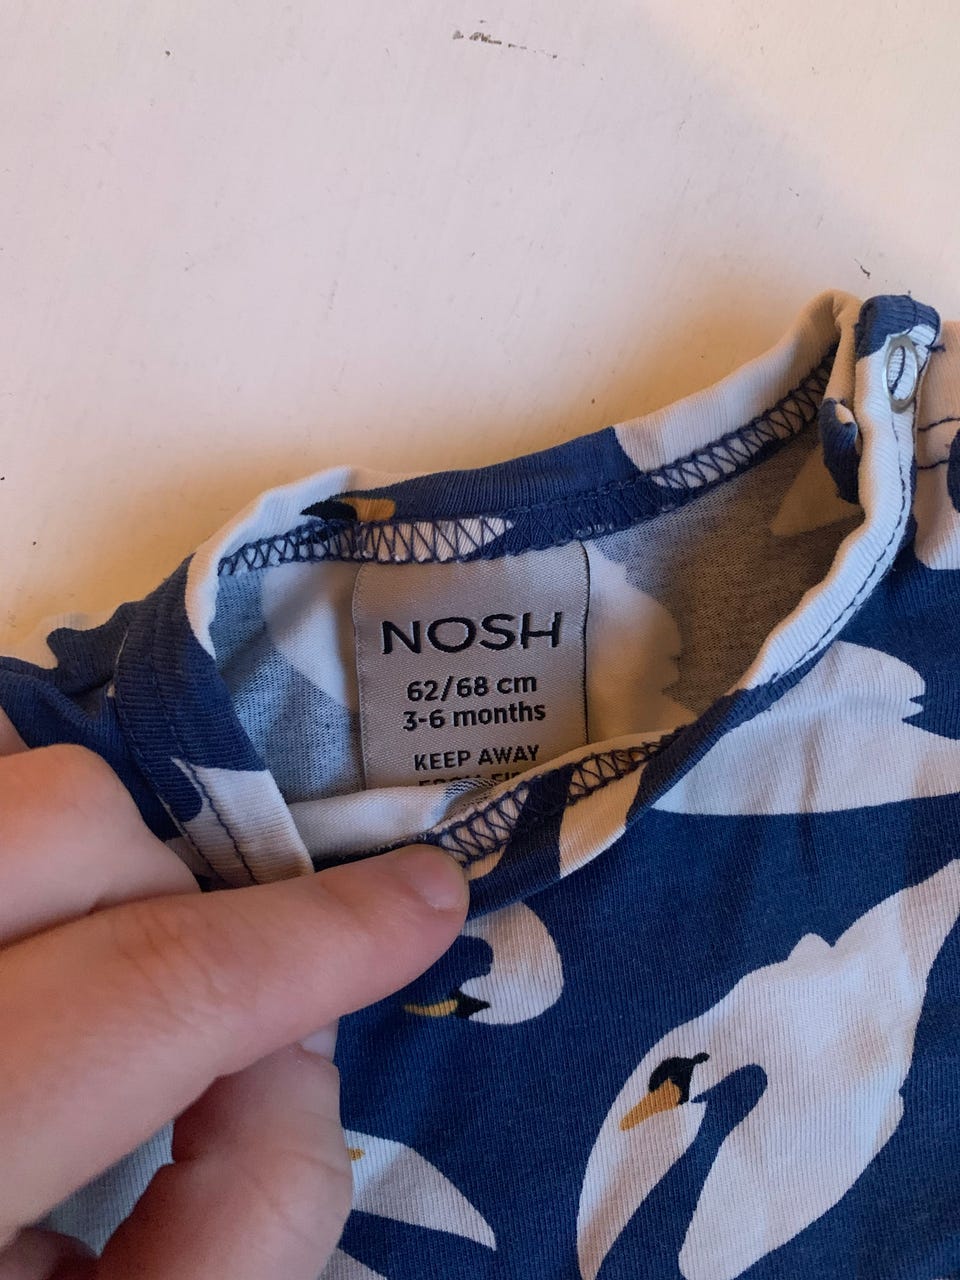 NOSH
62/68 cm
3-6 months
KEEP AWAY